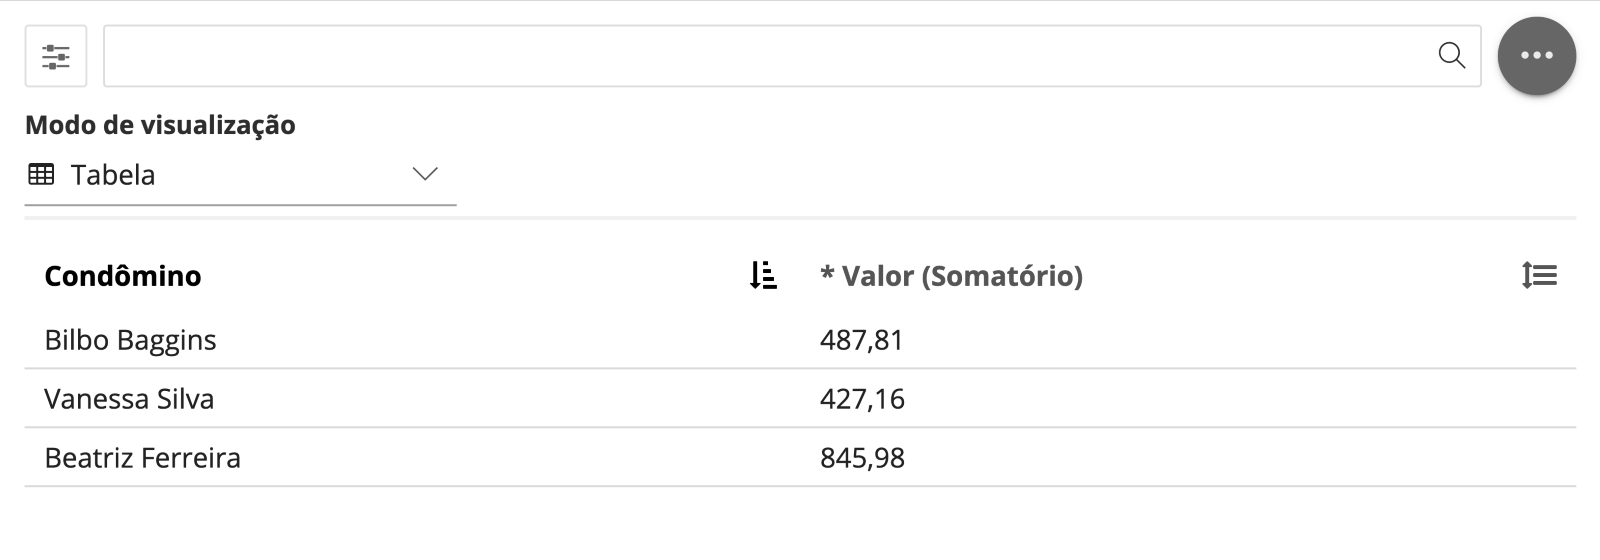 Modo de visualização
Tabela
Condômino * Valor (Somatório)
Bilbo Baggins 487,81
Vanessa Silva 427,16
Beatriz Ferreira 845,98